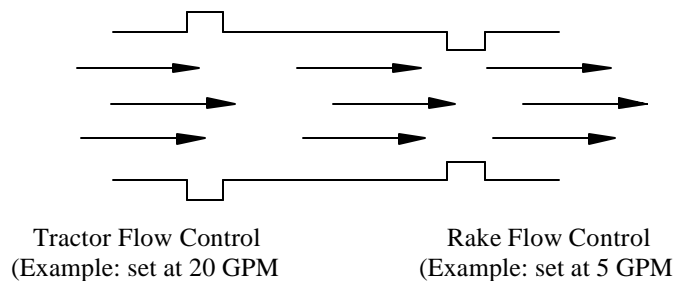 Tractor Flow Control
(Example: set at 20 GPM
Rake Flow Control
(Example: set at 5 GPM